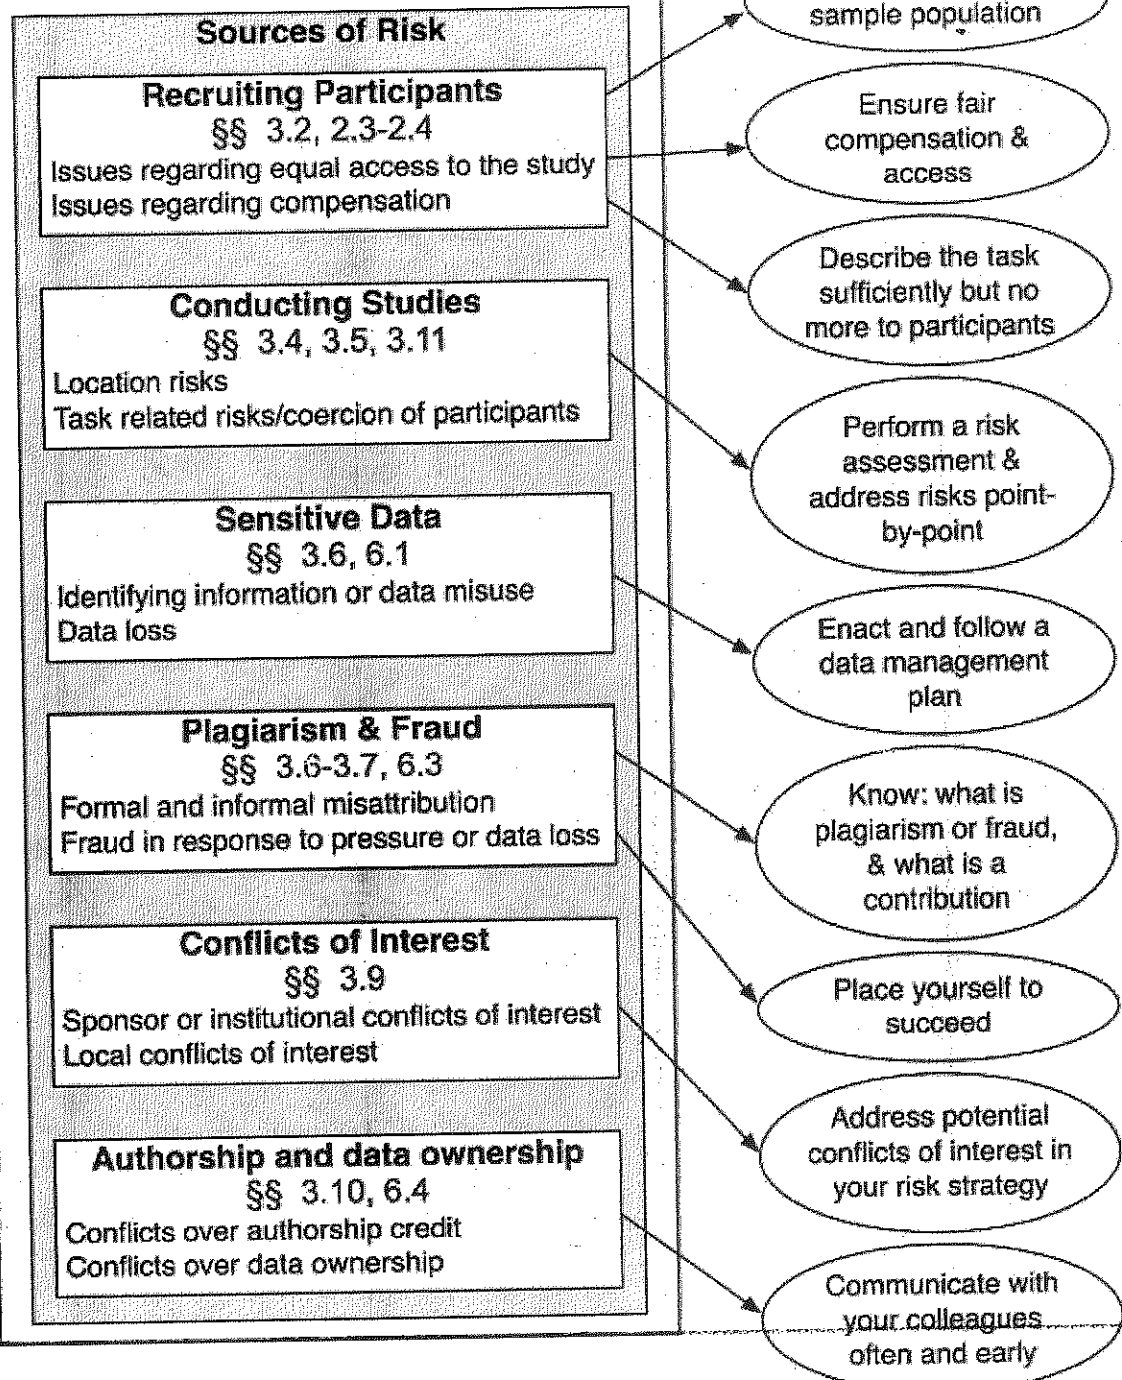 Sources of Risk
Recruiting Participants
§§ 3.2, 2.3-2.4
Issues regarding equal access to the study
Issues regarding compensation
Conducting Studies
§§ 3.4, 3.5, 3.11
Location risks
Task related risks/coercion of participants
Sensitive Data
§§ 3.6, 6.1
Identifying information or data misuse
Data loss
Plagiarism & Fraud
§§ 3.6-3.7, 6.3
Formal and informal misattribution
Fraud in response to pressure or data loss
Conflicts of Interest
§§ 3.9
Sponsor or institutional conflicts of interest
Local conflicts of interest
Authorship and data ownership
§§ 3.10, 6.4
Conflicts over authorship credit
Conflicts over data ownership
sample population
Ensure fair
compensation &
access
Describe the task
sufficiently but no
more to participants
Perform a risk
assessment &
address risks point-
by-point
Enact and follow a
data management
plan
Know: what is
plagiarism or fraud,
& what is a
contribution
Place yourself to
succeed
Address potential
conflicts of interest in
your risk strategy
Communicate with
your colleagues
often and early